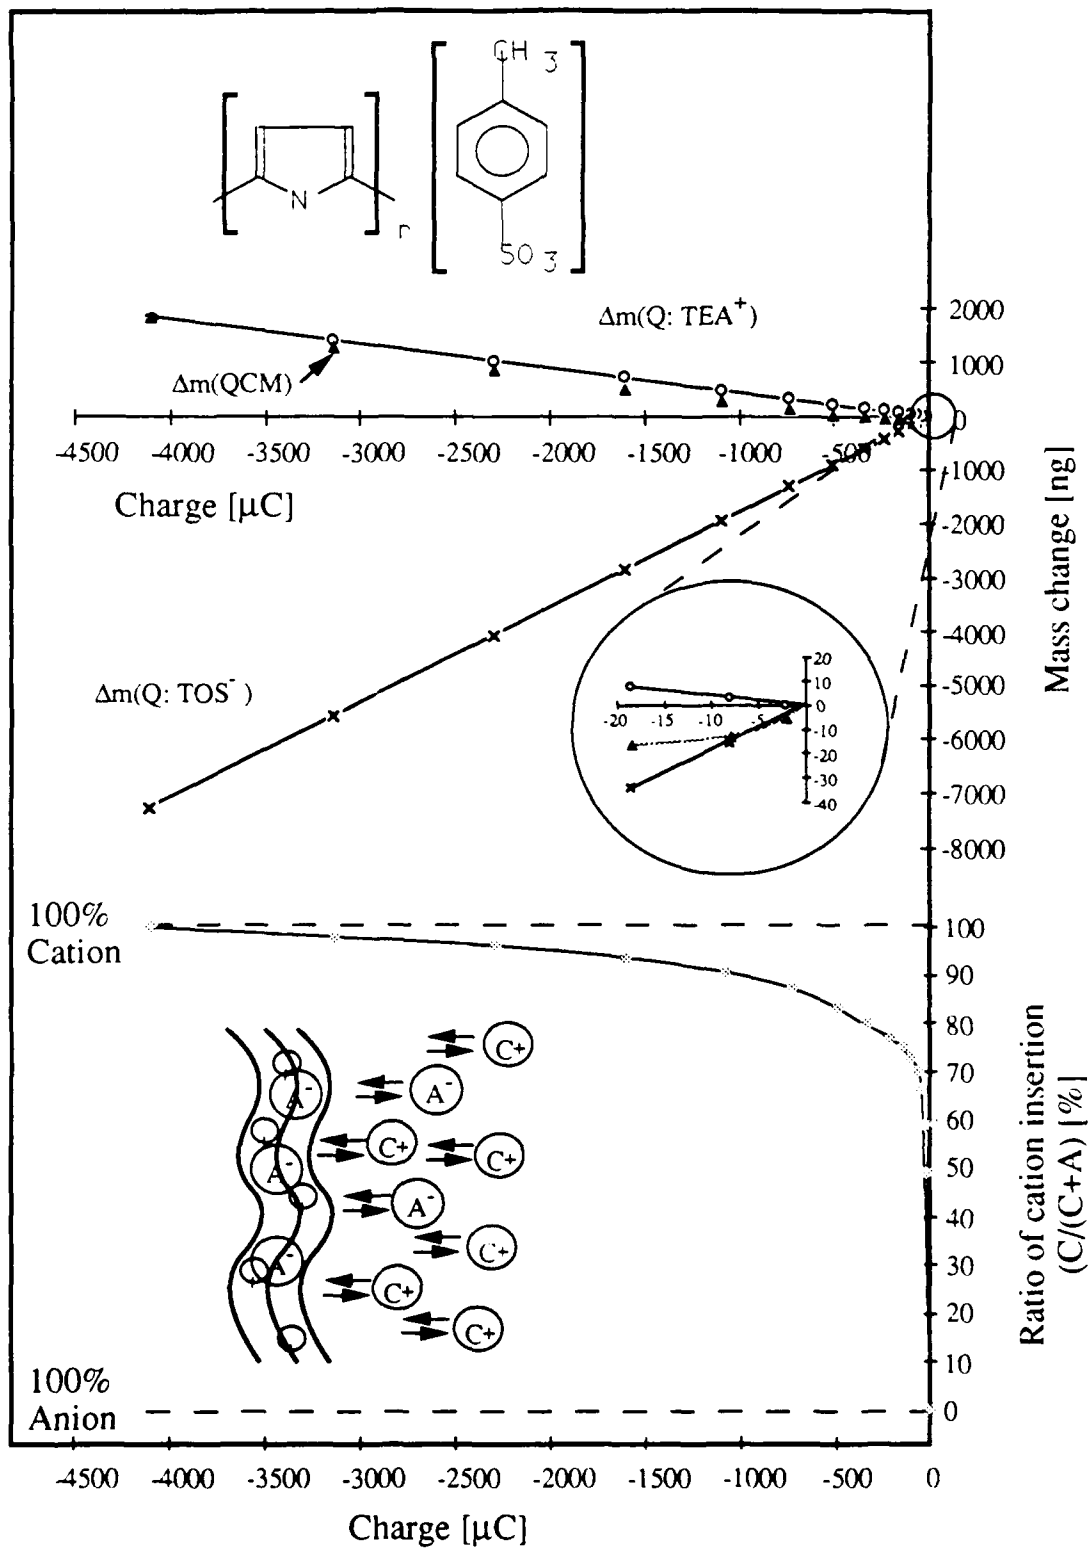 CH 3
N
n
SO 3
Δm(Q: TEA+)
Δm(QCM)
2000
1000
0
-1000
-2000
-3000
-4000
-5000
-6000
-7000
-8000
Mass change [ng]
-4500 -4000 -3500 -3000 -2500 -2000 -1500 -1000 -500
Charge [μC]
Δm(Q: TOS-)
20
10
0
-10
-20
-30
-40
-20 -15 -10 -5
100%
Cation
100
90
80
70
60
50
40
30
20
10
0
Ratio of cation insertion
(C/(C+A) [%]
C+
A-
A-
C+
C+
A-
A-
C+
A-
C+
C+
100%
Anion
-4500 -4000 -3500 -3000 -2500 -2000 -1500 -1000 -500 0
Charge [μC]